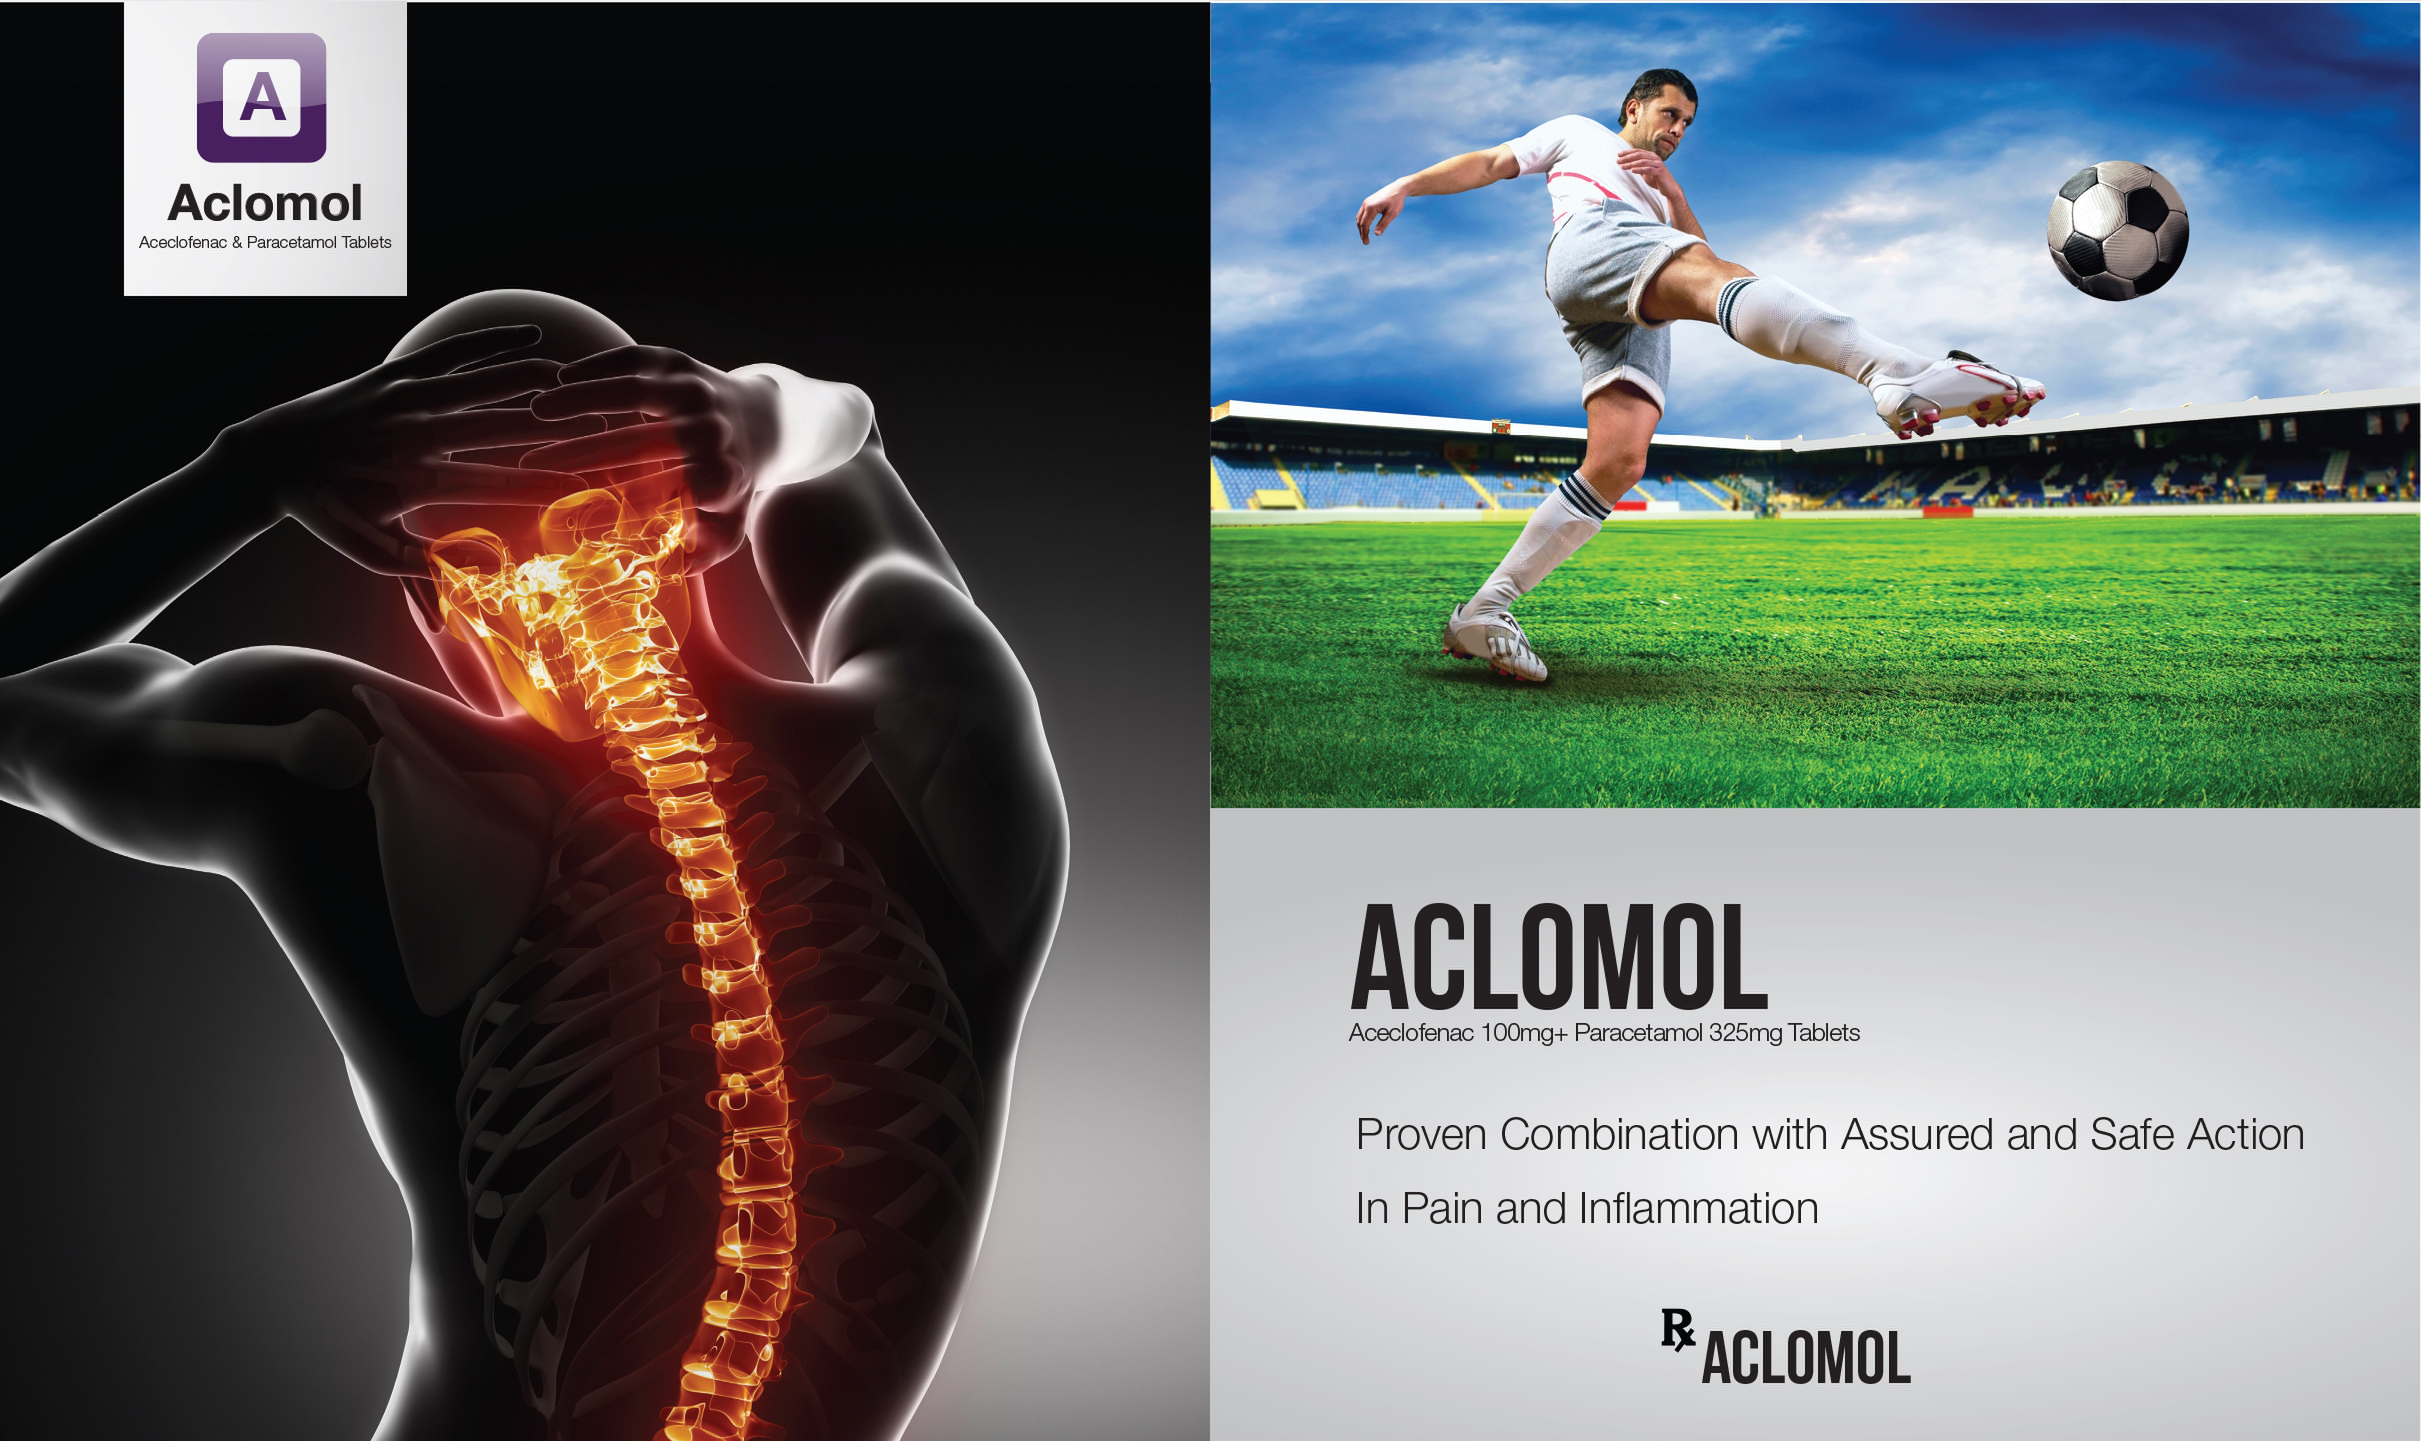 A
Aclomol
Aceclofenac & Paracetamol Tablets
ACLOMOL
Aceclofenac 100mg+ Paracetamol 325mg Tablets
Proven Combination with Assured and Safe Action
In Pain and Inflammation
℞ ACLOMOL